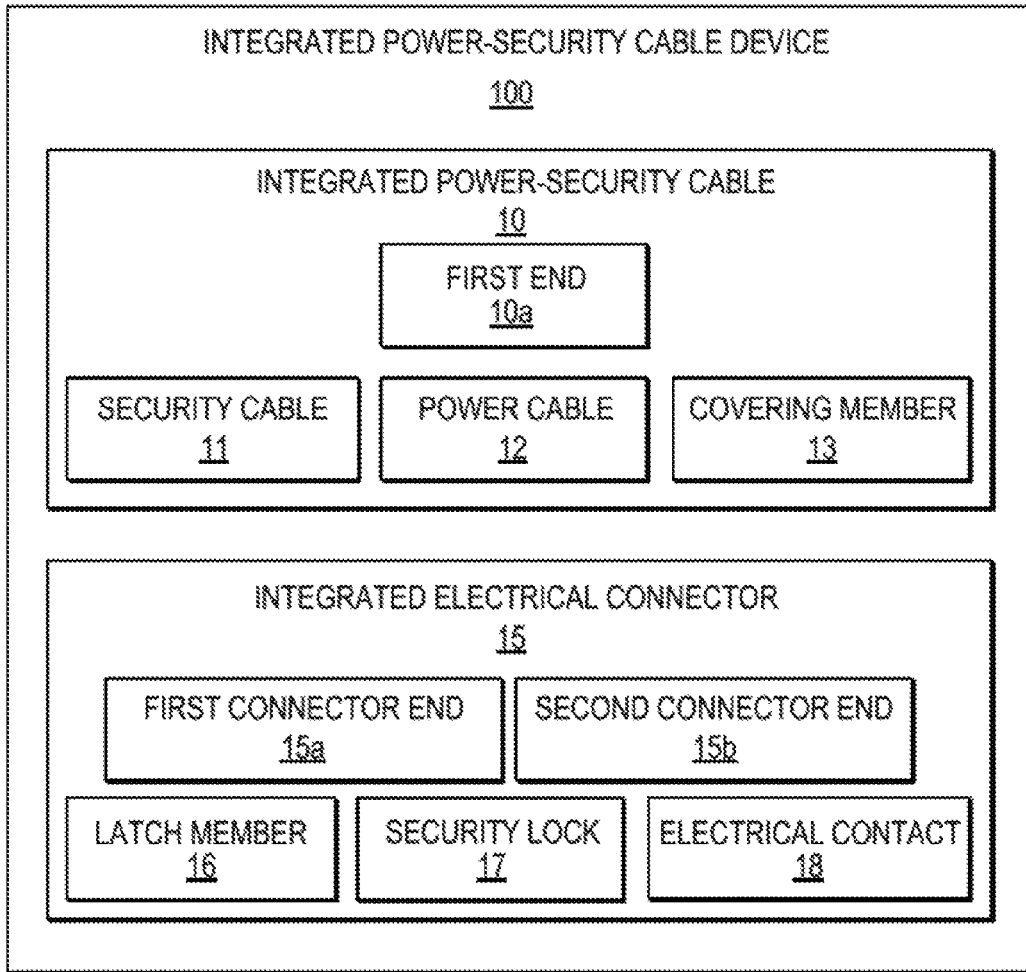 INTEGRATED POWER-SECURITY CABLE DEVICE
100
INTEGRATED POWER-SECURITY CABLE
10
FIRST END
10a
SECURITY CABLE
11
POWER CABLE
12
COVERING MEMBER
13
INTEGRATED ELECTRICAL CONNECTOR
15
FIRST CONNECTOR END
15a
SECOND CONNECTOR END
15b
LATCH MEMBER
16
SECURITY LOCK
17
ELECTRICAL CONTACT
18